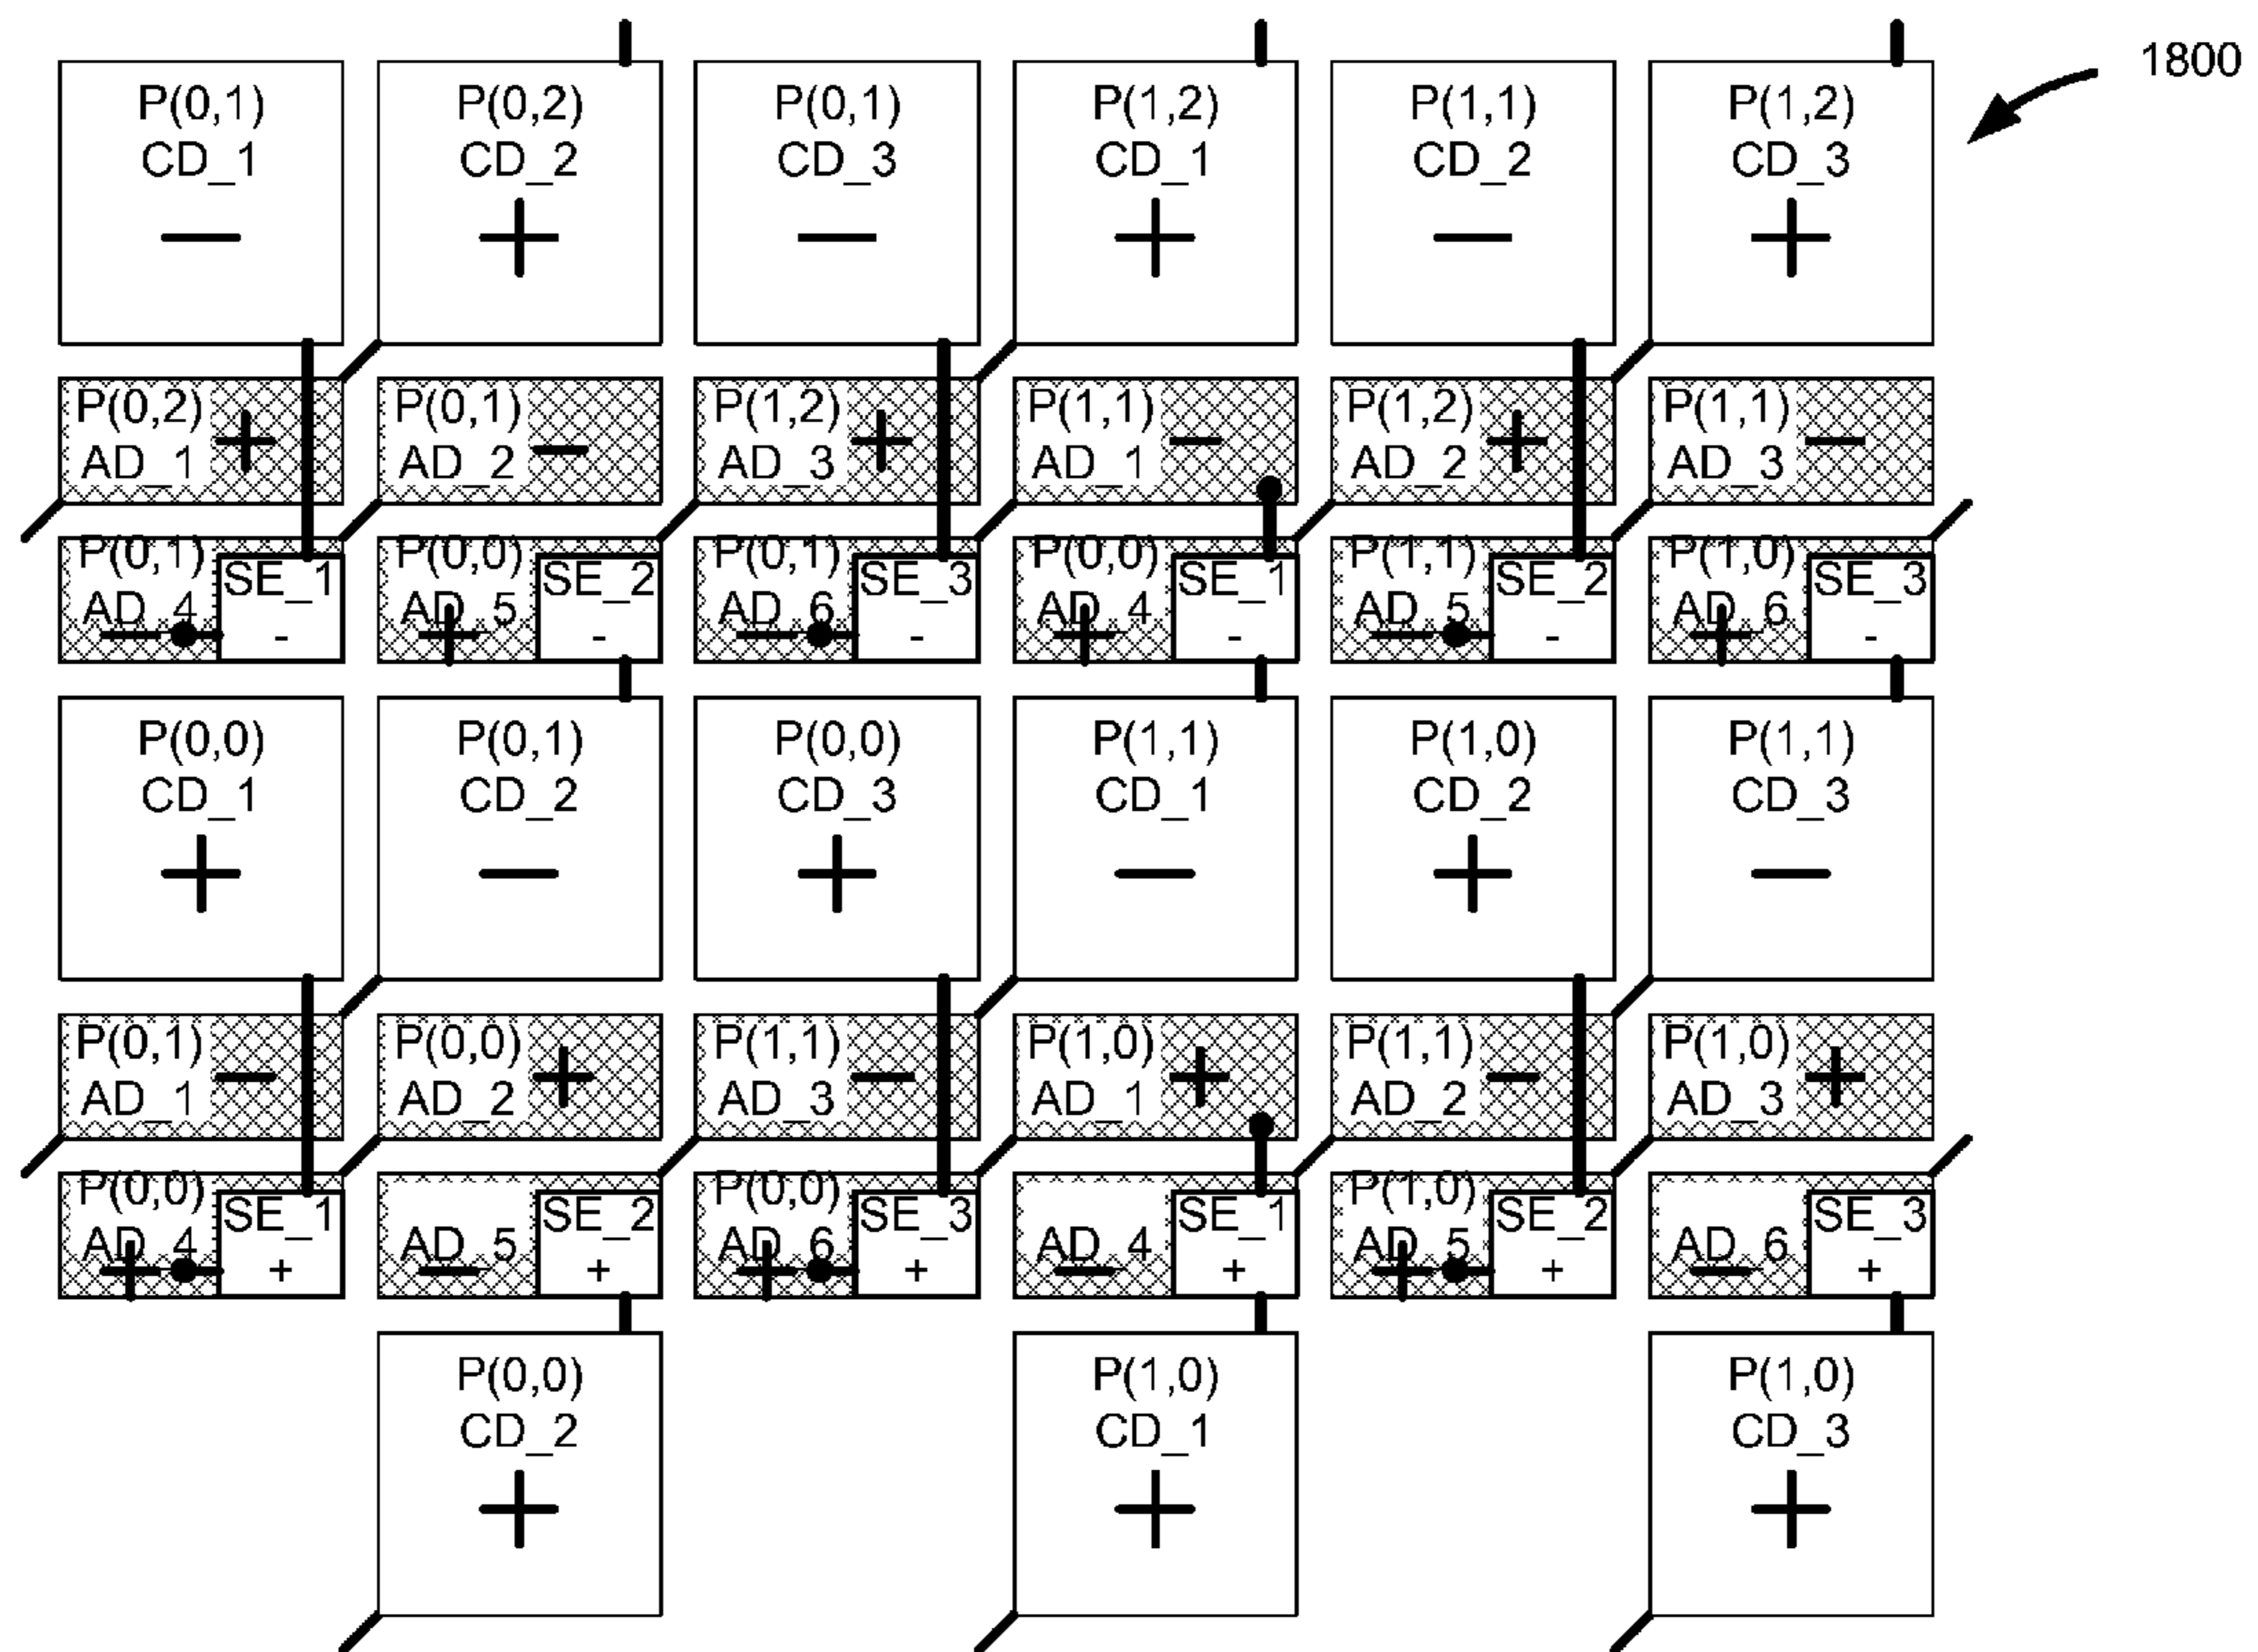 1800
P(0,1) P(0,2) P(0,1) P(1,2) P(1,1) P(1,2)
CD_1 CD_2 CD_3 CD_1 CD_2 CD_3
− + − + − +
P(0,2) P(0,1) P(1,2) P(1,1) P(1,2) P(1,1)
AD_1 + AD_2 − AD_3 + AD_1 − AD_2 + AD_3 −
P(0,1) SE_1 P(0,0) SE_2 P(0,1) SE_3 P(0,0) SE_1 P(1,1) SE_2 P(1,0) SE_3
AD_4 AD_5 AD_6 AD_4 AD_5 AD_6
− - + - − - + - − - + -
P(0,0) P(0,1) P(0,0) P(1,1) P(1,0) P(1,1)
CD_1 CD_2 CD_3 CD_1 CD_2 CD_3
+ − + − + −
P(0,1) P(0,0) P(1,1) P(1,0) P(1,1) P(1,0)
AD_1 − AD_2 + AD_3 − AD_1 + AD_2 − AD_3 +
P(0,0) SE_1 SE_2 P(0,0) SE_3 SE_1 P(1,0) SE_2 SE_3
AD_4 AD_5 AD_6 AD_4 AD_5 AD_6
+ + − + + + − + + + − +
P(0,0) P(1,0) P(1,0)
CD_2 CD_1 CD_3
+ + +